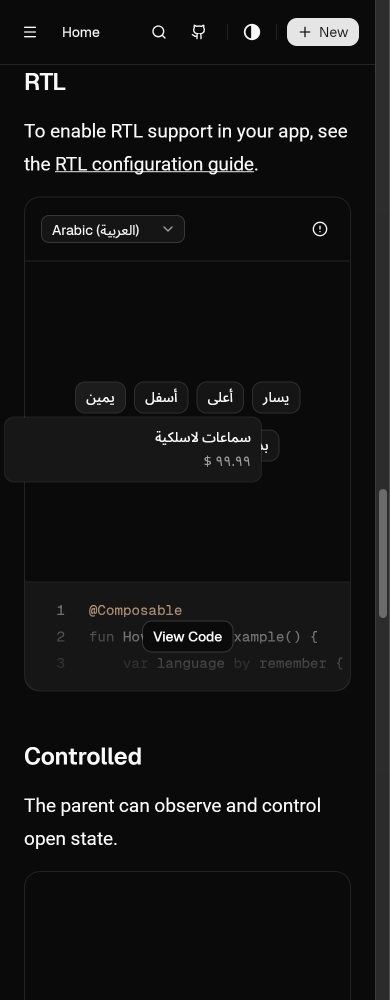 Home
New
RTL
To enable RTL support in your app, see
the RTL configuration guide.
Arabic (العربية)
يسار أعلى أسفل يمين
سماعات لاسلكية
٩٩.٩٩ $
1 @Composable
2 fun xample() {
View Code
3 var language by remember {
Controlled
The parent can observe and control
open state.